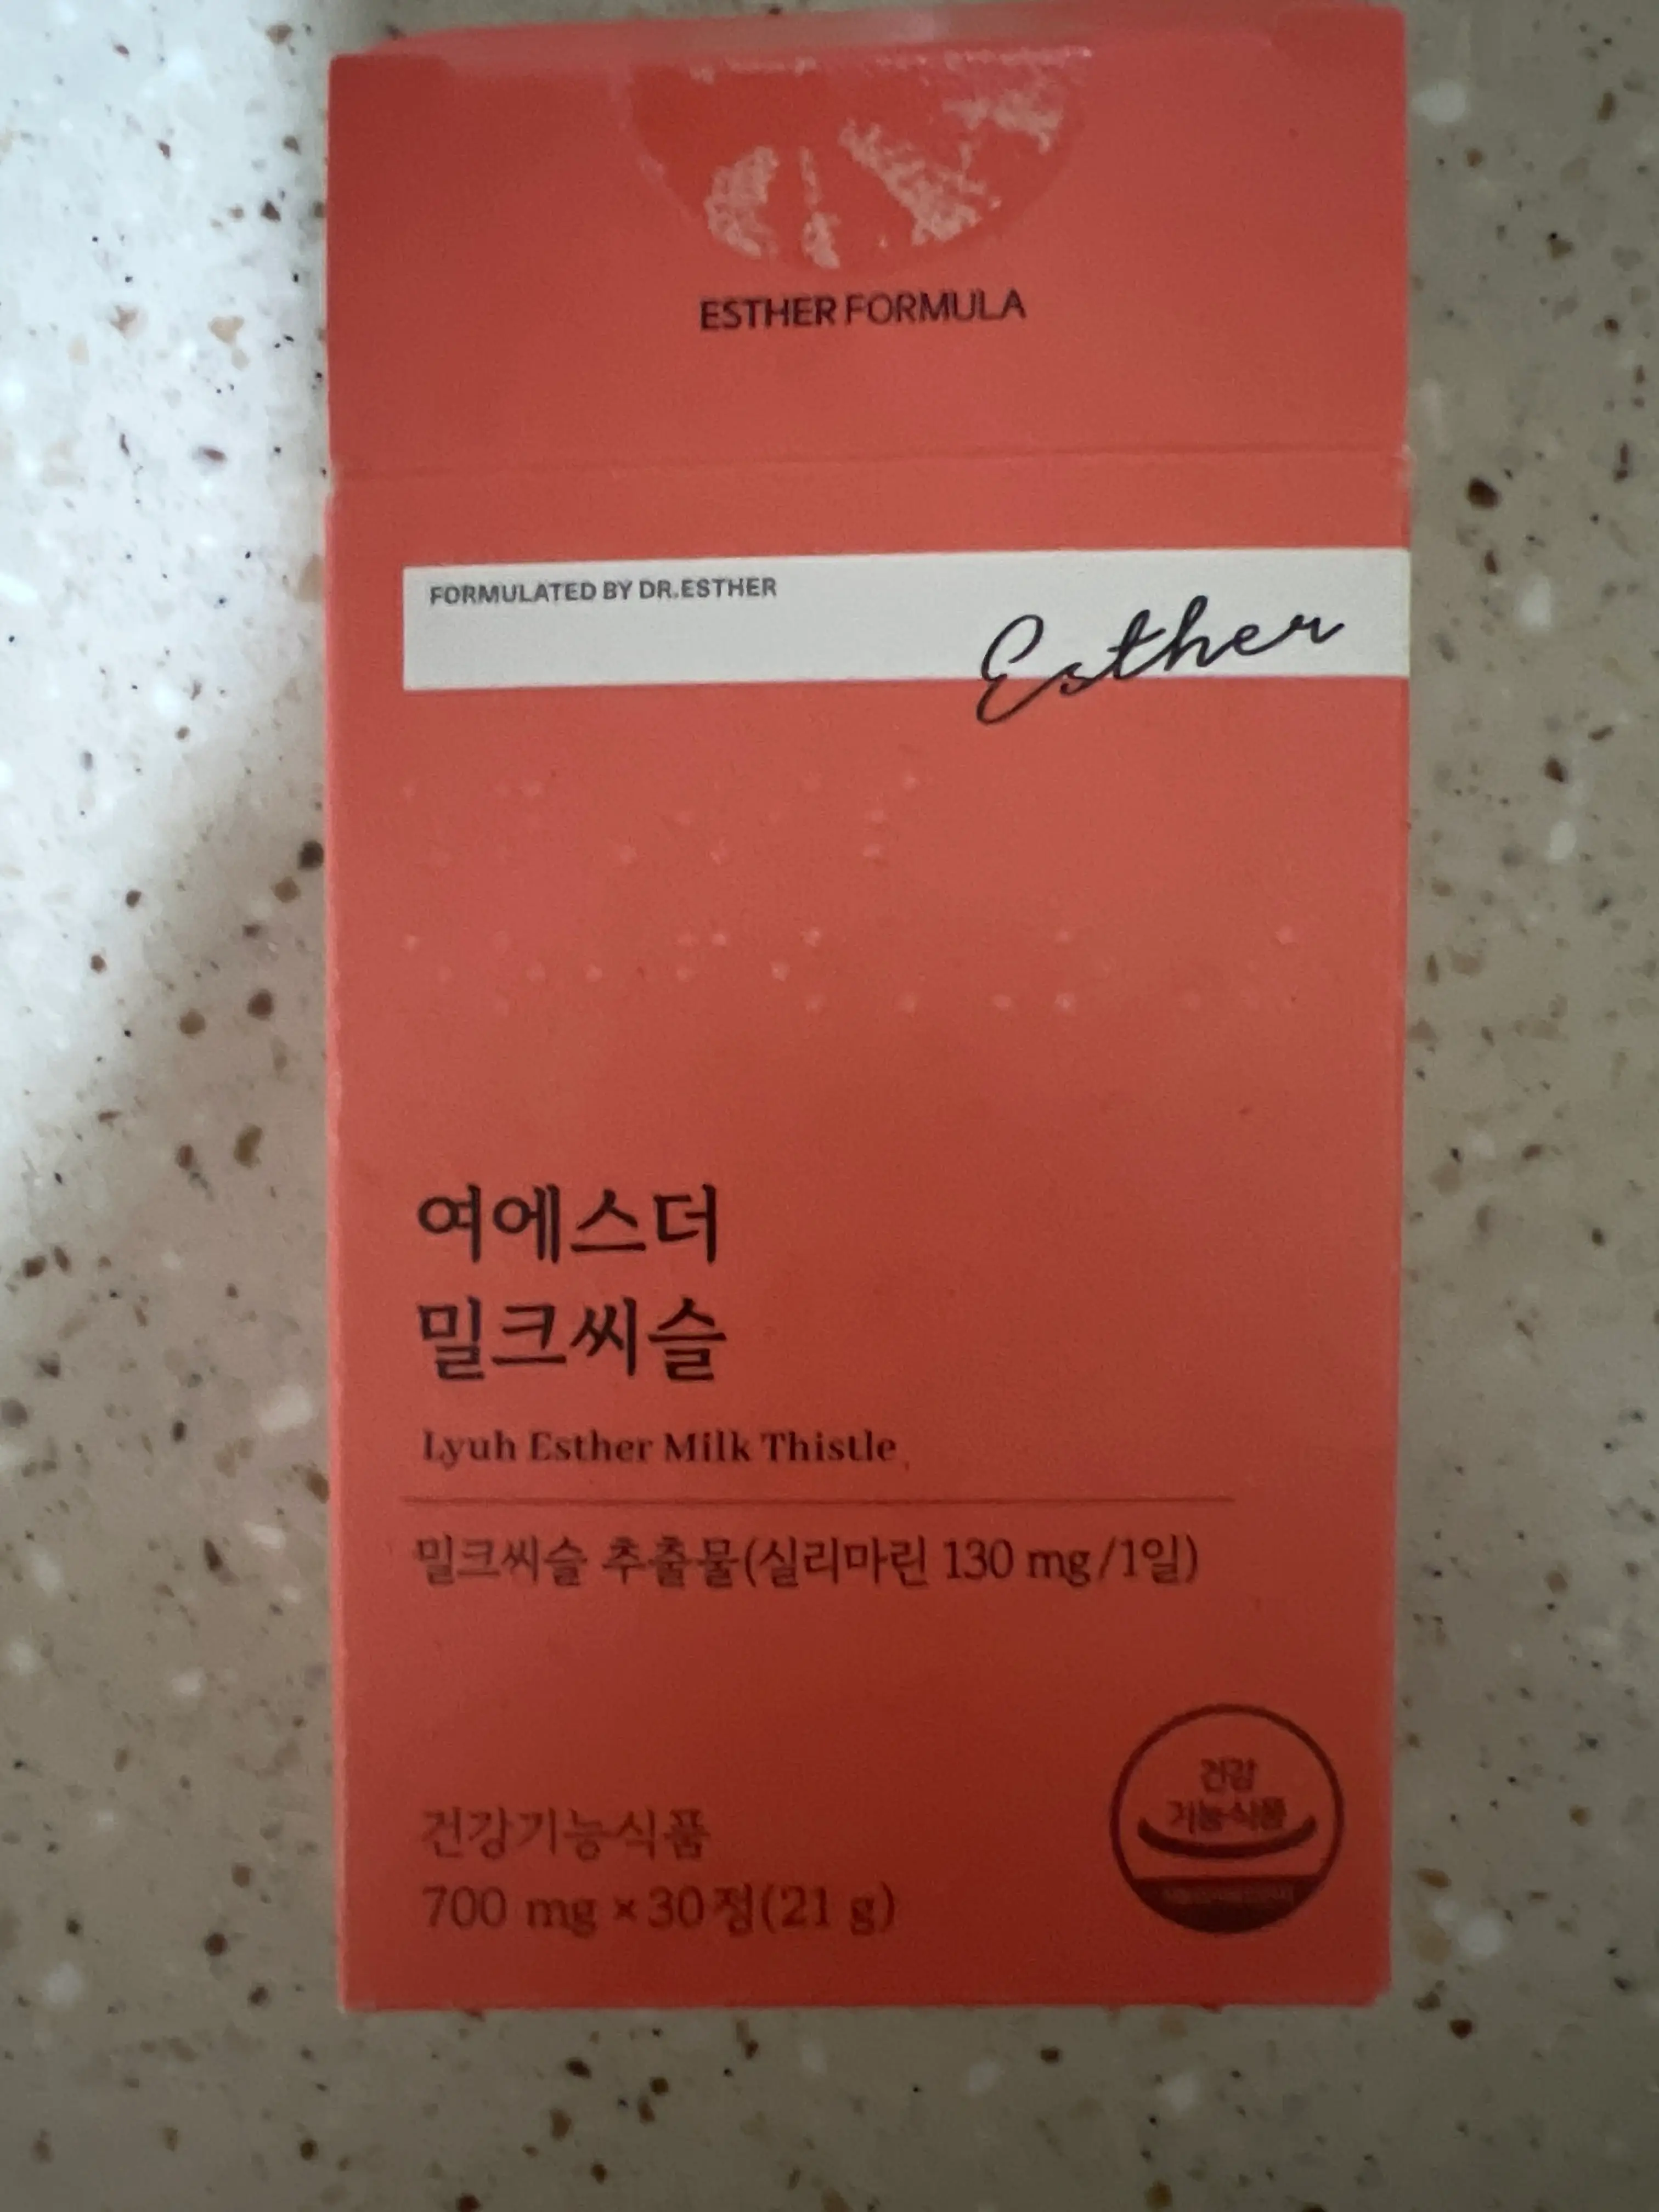 ESTHER FORMULA
FORMULATED BY DR.ESTHER
Esther
여에스더
밀크씨슬
Lyuh Esther Milk Thistle
밀크씨슬 추출물(실리마린 130 mg/1일)
건강
기능식품
건강기능식품
700 mg × 30정(21 g)